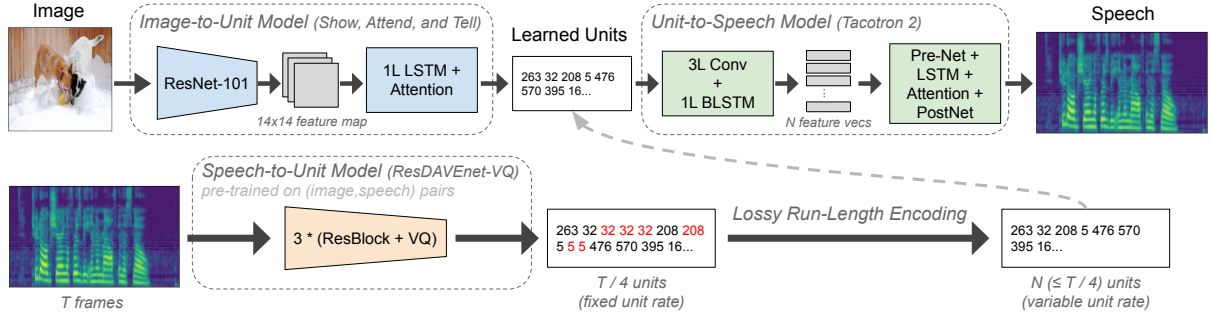 Image
Image-to-Unit Model (Show, Attend, and Tell)
ResNet-101
14x14 feature map
1L LSTM +
Attention
Learned Units
263 32 208 5 476
570 395 16...
Unit-to-Speech Model (Tacotron 2)
3L Conv
+
1L BLSTM
N feature vecs
Pre-Net +
LSTM +
Attention +
PostNet
Speech
Speech-to-Unit Model (ResDAVEnet-VQ)
pre-trained on (image,speech) pairs
T frames
3 * (ResBlock + VQ)
263 32 32 32 32 208 208
5 5 5 476 570 395 16...
T / 4 units
(fixed unit rate)
Lossy Run-Length Encoding
263 32 208 5 476 570
395 16...
N (≤ T / 4) units
(variable unit rate)